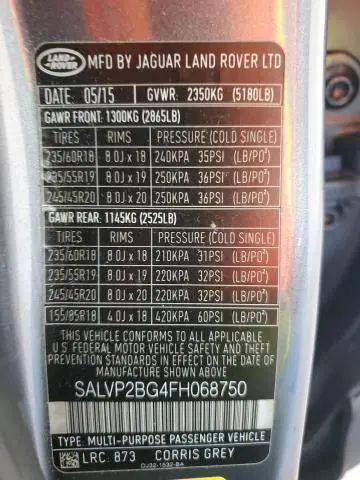 LAND ROVER
MFD BY JAGUAR LAND ROVER LTD
DATE: 05/15 GVWR: 2350KG (5180LB)
GAWR FRONT: 1300KG (2865LB)
TIRES RIMS PRESSURE (COLD SINGLE)
235/60R18 8.0J x 18 240KPA 35PSI (LB/PO²)
235/55R19 8.0J x 19 250KPA 36PSI (LB/PO²)
245/45R20 8.0J x 20 250KPA 36PSI (LB/PO²)
GAWR REAR: 1145KG (2525LB)
TIRES RIMS PRESSURE (COLD SINGLE)
235/60R18 8.0J x 18 210KPA 31PSI (LB/PO²)
235/55R19 8.0J x 19 220KPA 32PSI (LB/PO²)
245/45R20 8.0J x 20 220KPA 32PSI (LB/PO²)
155/85R18 4.0J x 18 420KPA 60PSI (LB/PO²)
THIS VEHICLE CONFORMS TO ALL APPLICABLE
U.S. FEDERAL MOTOR VEHICLE SAFETY AND
THEFT PREVENTION STANDARDS
IN EFFECT ON THE DATE OF
MANUFACTURE SHOWN ABOVE.
SALVP2BG4FH068750
TYPE: MULTI-PURPOSE PASSENGER VEHICLE
LRC: 873 CORRIS GREY
DJ32-1532-BA